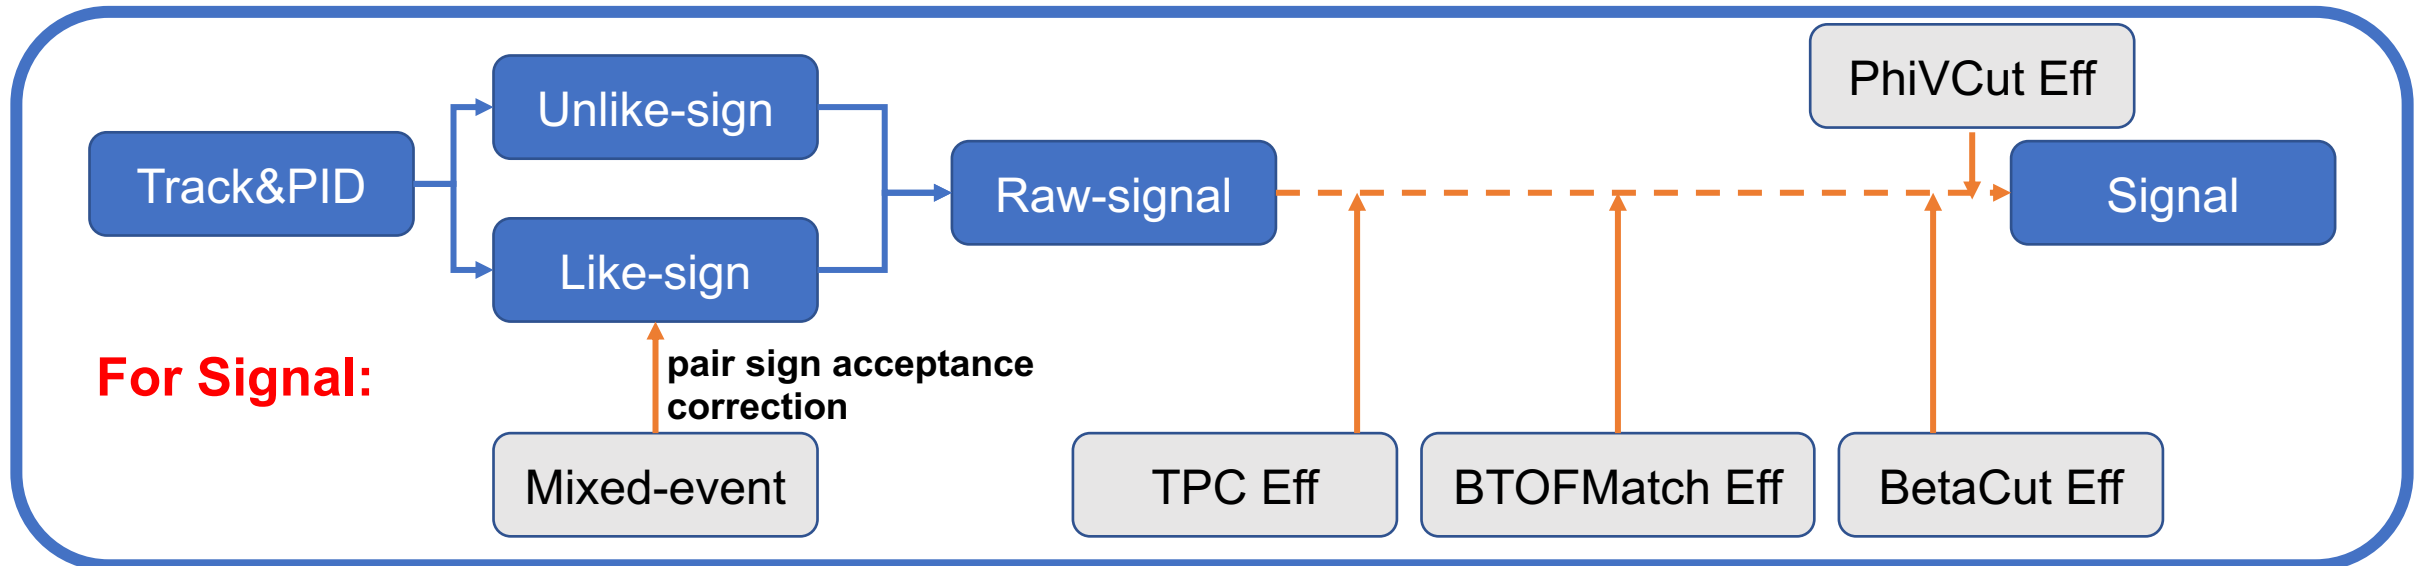 PhiVCut Eff
Unlike-sign
Track&PID
Raw-signal
Signal
Like-sign
For Signal:
pair sign acceptance
correction
Mixed-event
TPC Eff
BTOFMatch Eff
BetaCut Eff